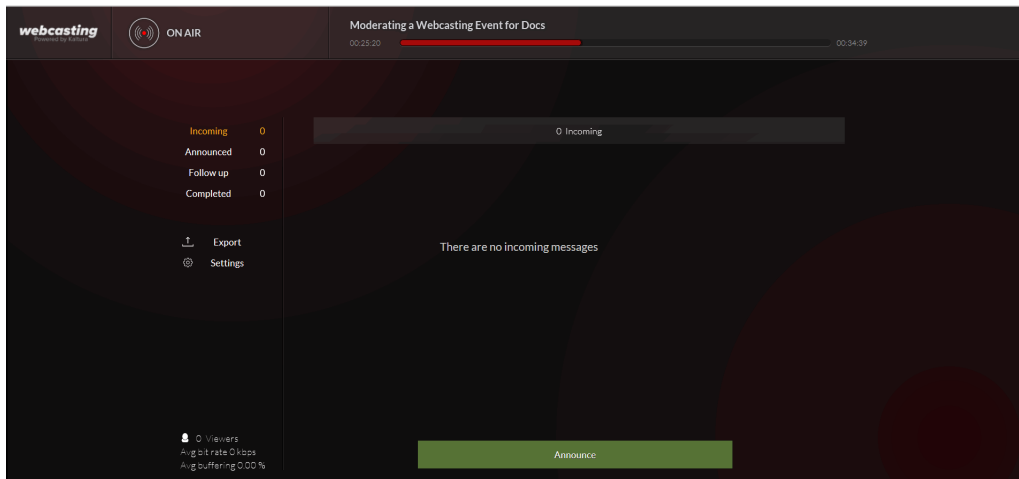 webcasting
Powered by Kaltura
ON AIR
Moderating a Webcasting Event for Docs
00:25:20
00:34:39
Incoming 0
Announced 0
Follow up 0
Completed 0
Export
Settings
0 Incoming
There are no incoming messages
0 Viewers
Avg bit rate 0 kbps
Avg buffering 0.00 %
Announce